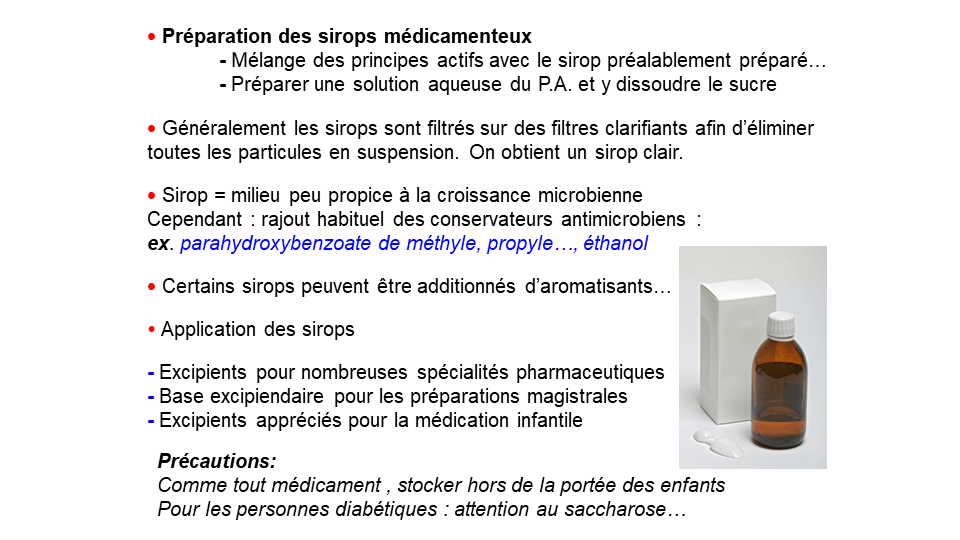 • Préparation des sirops médicamenteux
- Mélange des principes actifs avec le sirop préalablement préparé…
- Préparer une solution aqueuse du P.A. et y dissoudre le sucre
• Généralement les sirops sont filtrés sur des filtres clarifiants afin d’éliminer
toutes les particules en suspension. On obtient un sirop clair.
• Sirop = milieu peu propice à la croissance microbienne
Cependant : rajout habituel des conservateurs antimicrobiens :
ex. parahydroxybenzoate de méthyle, propyle…, éthanol
• Certains sirops peuvent être additionnés d’aromatisants…
• Application des sirops
- Excipients pour nombreuses spécialités pharmaceutiques
- Base excipiendaire pour les préparations magistrales
- Excipients appréciés pour la médication infantile
Précautions:
Comme tout médicament , stocker hors de la portée des enfants
Pour les personnes diabétiques : attention au saccharose…